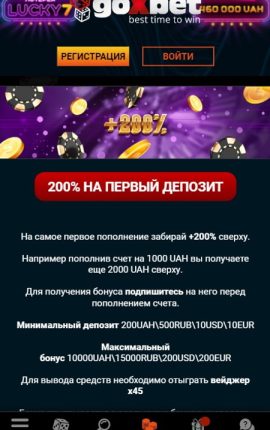 LUCKY7
goXbet
460 000 UAH
best time to win
РЕГИСТРАЦИЯ
ВОЙТИ
+200%
200% НА ПЕРВЫЙ ДЕПОЗИТ
На самое первое пополнение забирай +200% сверху.
Например пополнив счет на 1000 UAH вы получаете
еще 2000 UAH сверху.
Для получения бонуса подпишитесь на него перед
пополнением счета.
Минимальный депозит 200UAH\500RUB\10USD\10EUR
Максимальный
бонус 10000UAH\15000RUB\200USD\200EUR
Для вывода средств необходимо отыграть вейджер
x45